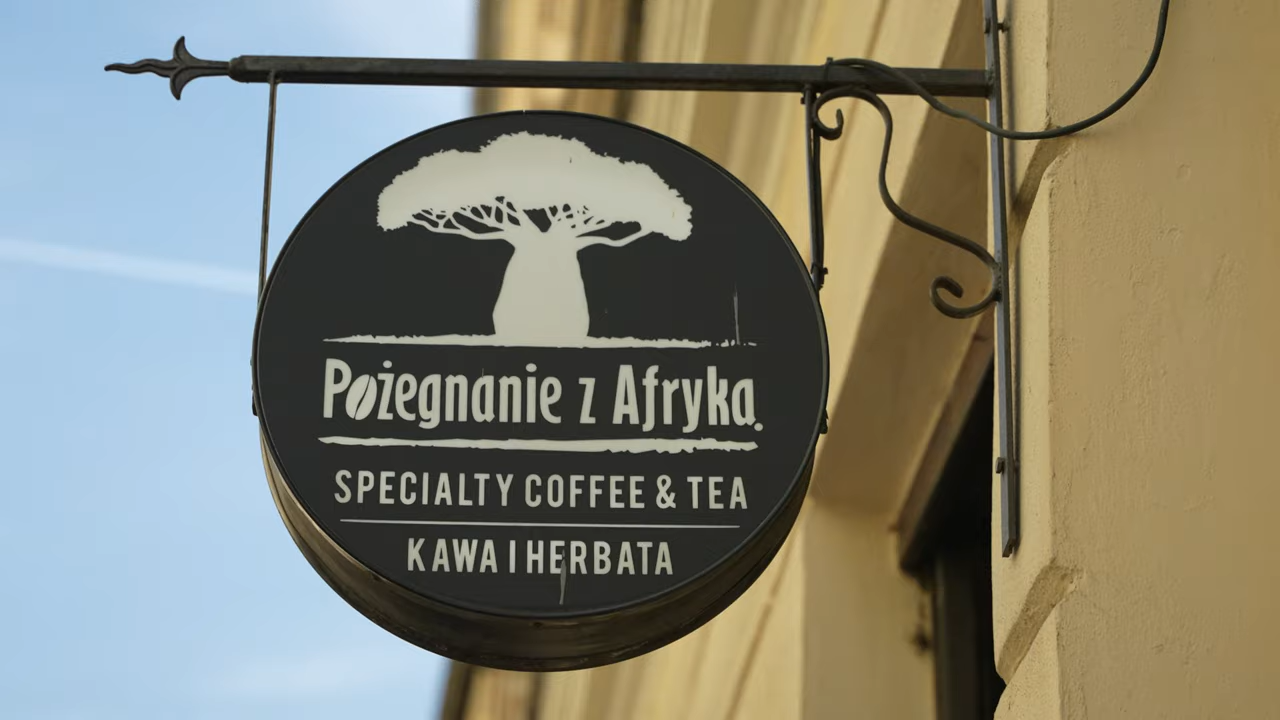 Pożegnanie z Afryką
SPECIALTY COFFEE & TEA
KAWA I HERBATA